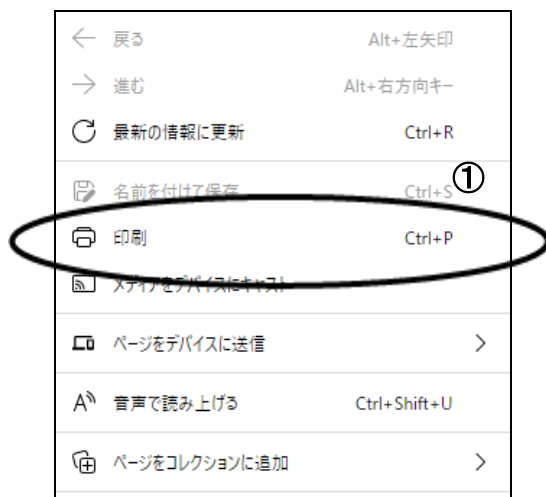 戻る Alt+左矢印
進む Alt+右方向キー
最新の情報に更新 Ctrl+R
名前を付けて保存 Ctrl+S ①
印刷 Ctrl+P
メディアをデバイスにキャスト
ページをデバイスに送信
音声で読み上げる Ctrl+Shift+U
ページをコレクションに追加